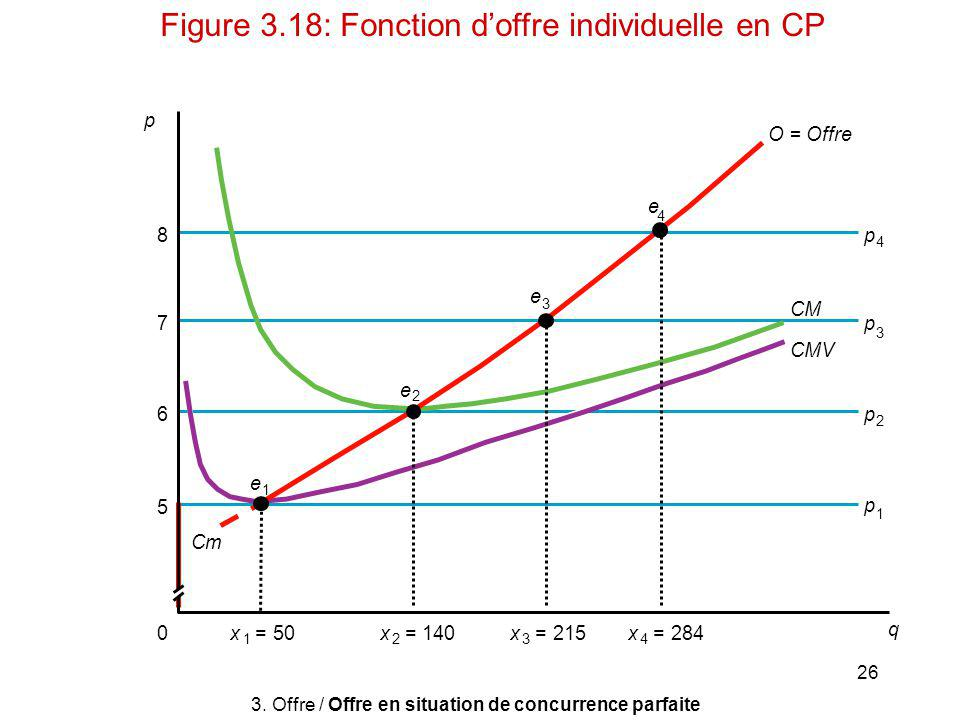 Figure 3.18: Fonction d’offre individuelle en CP
p
O = Offre
e4
8
p4
e3
CM
7
p3
CMV
e2
6
p2
e1
5
p1
Cm
0
x1 = 50
x2 = 140
x3 = 215
x4 = 284
q
26
3. Offre / Offre en situation de concurrence parfaite